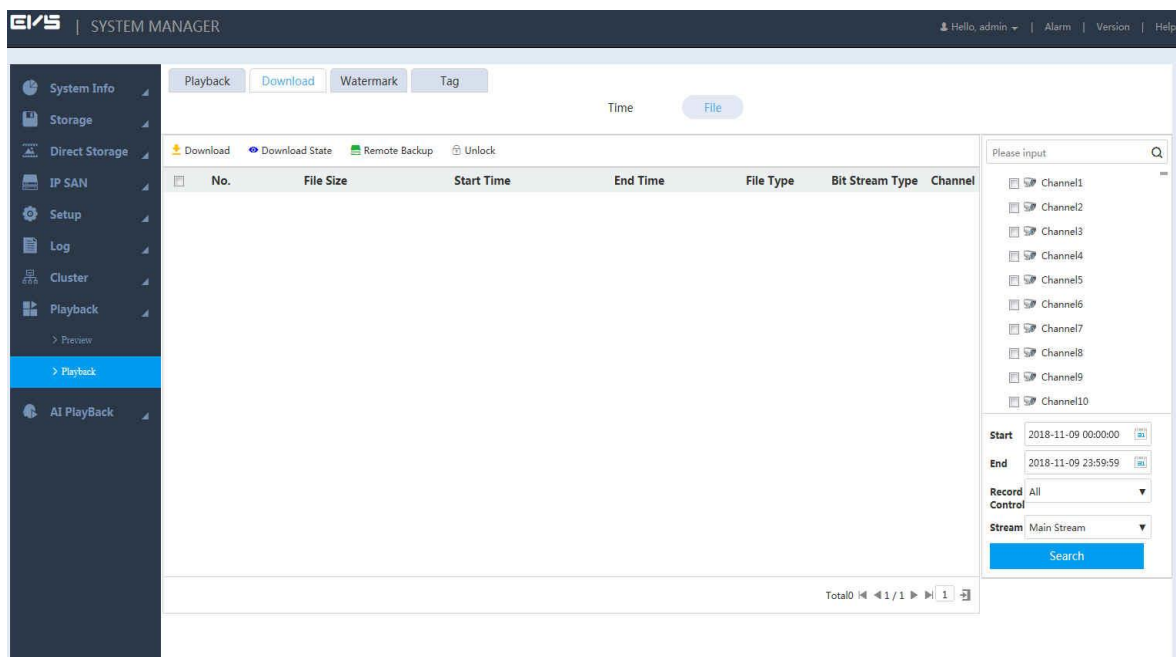 EVS | SYSTEM MANAGER
Hello, admin | Alarm | Version | Help
System Info
Storage
Direct Storage
IP SAN
Setup
Log
Cluster
Playback
> Preview
> Playback
AI PlayBack
Playback Download Watermark Tag
Time File
Download Download State Remote Backup Unlock
No. File Size Start Time End Time File Type Bit Stream Type Channel
Please input
Channel1
Channel2
Channel3
Channel4
Channel5
Channel6
Channel7
Channel8
Channel9
Channel10
Start 2018-11-09 00:00:00
End 2018-11-09 23:59:59
Record Control All
Stream Main Stream
Search
Total0 1 / 1 1